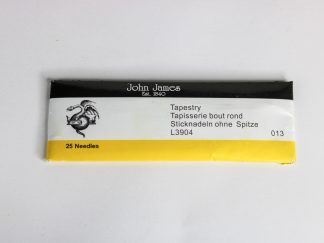 John James
Est. 1840
Tapestry
Tapisserie bout rond
Sticknadeln ohne Spitze
L3904 013
25 Needles